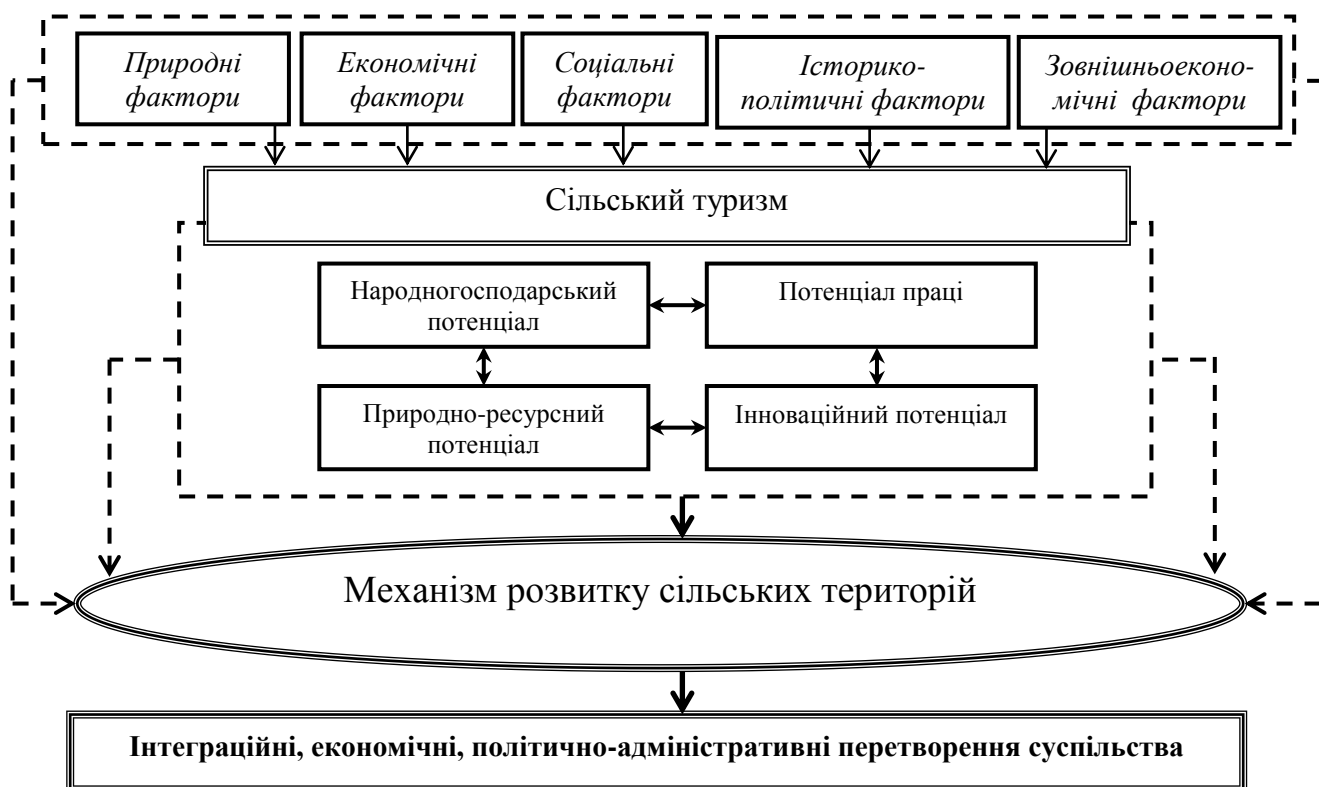 Природні
фактори
Економічні
фактори
Соціальні
фактори
Історико-
політичні фактори
Зовнішньоеконо-
мічні фактори
Сільський туризм
Народногосподарський
потенціал
Потенціал праці
Природно-ресурсний
потенціал
Інноваційний потенціал
Механізм розвитку сільських територій
Інтеграційні, економічні, політично-адміністративні перетворення суспільства